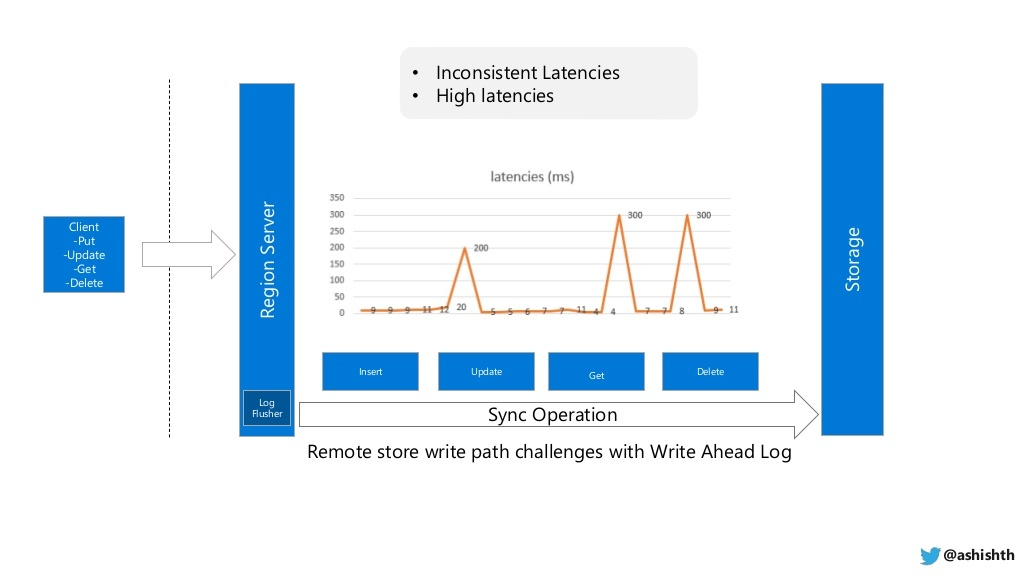 • Inconsistent Latencies
• High latencies
Client
-Put
-Update
-Get
-Delete
Region Server
Log
Flusher
latencies (ms)
350
300
250
200
150
100
50
0
9 9 9 11 12 20 200 5 5 6 7 7 11 4 4 300 7 7 8 300 9 11
Insert
Update
Get
Delete
Sync Operation
Storage
Remote store write path challenges with Write Ahead Log
@ashishth